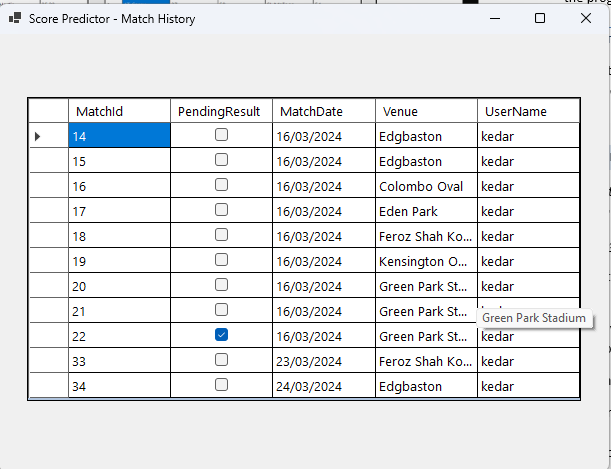 Score Predictor - Match History
MatchId PendingResult MatchDate Venue UserName
14 16/03/2024 Edgbaston kedar
15 16/03/2024 Edgbaston kedar
16 16/03/2024 Colombo Oval kedar
17 16/03/2024 Eden Park kedar
18 16/03/2024 Feroz Shah Ko... kedar
19 16/03/2024 Kensington O... kedar
20 16/03/2024 Green Park St... kedar
21 16/03/2024 Green Park St...
Green Park Stadium
22 16/03/2024 Green Park St... kedar
33 23/03/2024 Feroz Shah Ko... kedar
34 24/03/2024 Edgbaston kedar